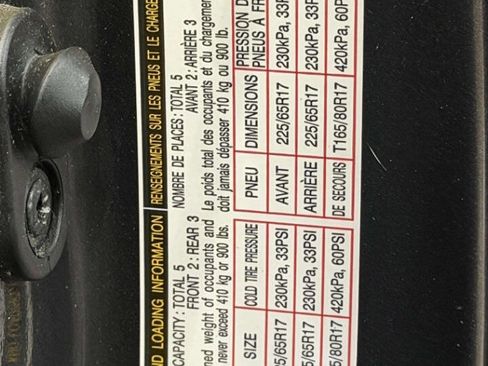 ND LOADING INFORMATION RENSEIGNEMENTS SUR LES PNEUS ET LE CHARGE
CAPACITY: TOTAL 5 NOMBRE DE PLACES: TOTAL 5
FRONT 2: REAR 3 AVANT 2: ARRIÈRE 3
ned weight of occupants and Le poids total des occupants et du chargemen
never exceed 410 kg or 900 lbs. doit jamais dépasser 410 kg ou 900 lb.
SIZE COLD TIRE PRESSURE PNEU DIMENSIONS PRESSION D
PNEUS À FR
5/65R17 230kPa, 33PSI AVANT 225/65R17 230kPa, 33P
5/65R17 230kPa, 33PSI ARRIÈRE 225/65R17 230kPa, 33P
5/80R17 420kPa, 60PSI DE SECOURS T165/80R17 420kPa, 60P